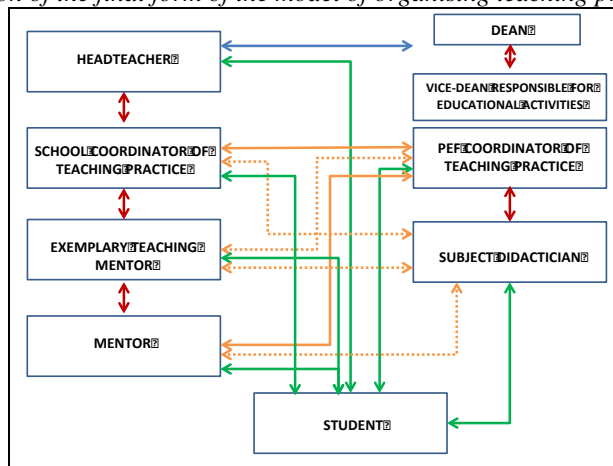 on of the final form of the model of organising teaching p
DEAN
HEADTEACHER
VICE-DEAN RESPONSIBLE FOR
EDUCATIONAL ACTIVITIES
SCHOOL COORDINATOR OF
TEACHING PRACTICE
PEF COORDINATOR OF
TEACHING PRACTICE
EXEMPLARY TEACHING
MENTOR
SUBJECT DIDACTICIAN
MENTOR
STUDENT